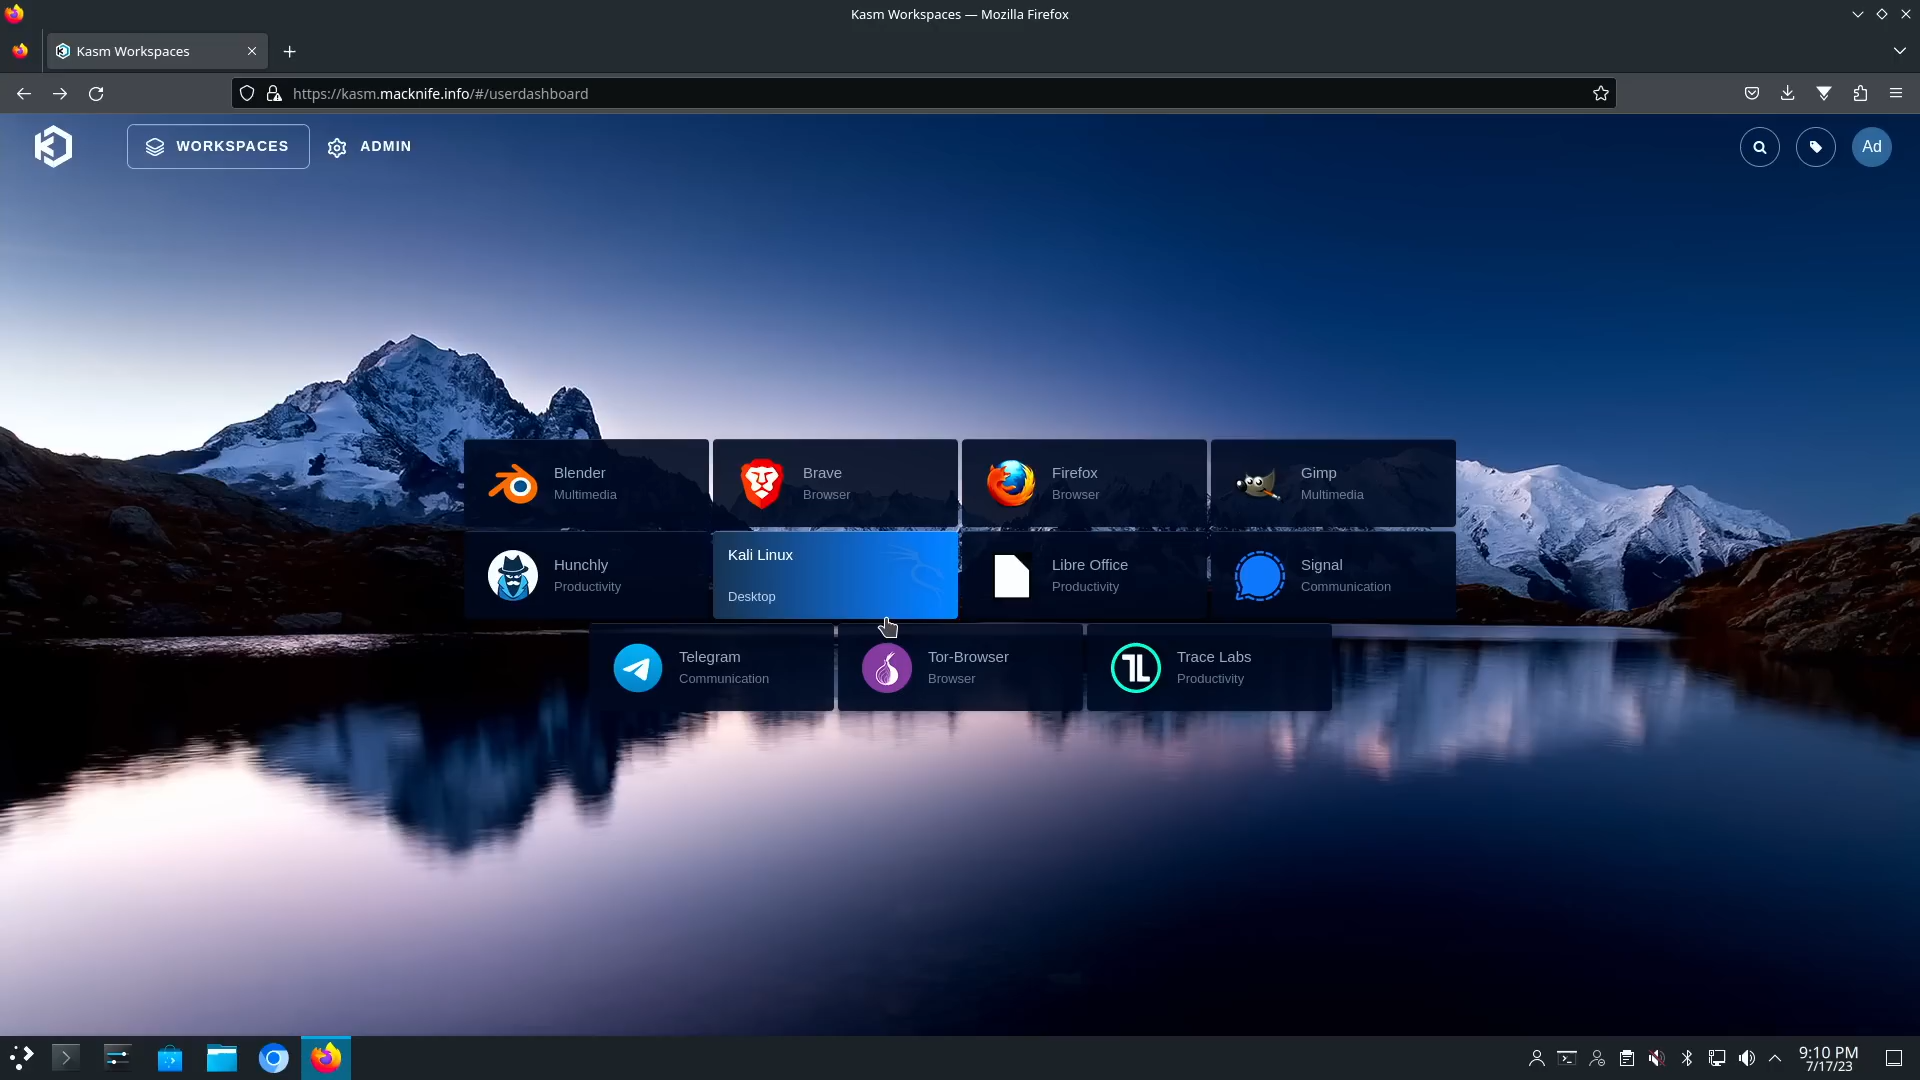 Kasm Workspaces — Mozilla Firefox
Kasm Workspaces
https://kasm.macknife.info/#/userdashboard
WORKSPACES
ADMIN
Ad
Blender
Multimedia
Brave
Browser
Firefox
Browser
Gimp
Multimedia
Hunchly
Productivity
Kali Linux
Desktop
Libre Office
Productivity
Signal
Communication
Telegram
Communication
Tor-Browser
Browser
Trace Labs
Productivity
9:10 PM
7/17/23